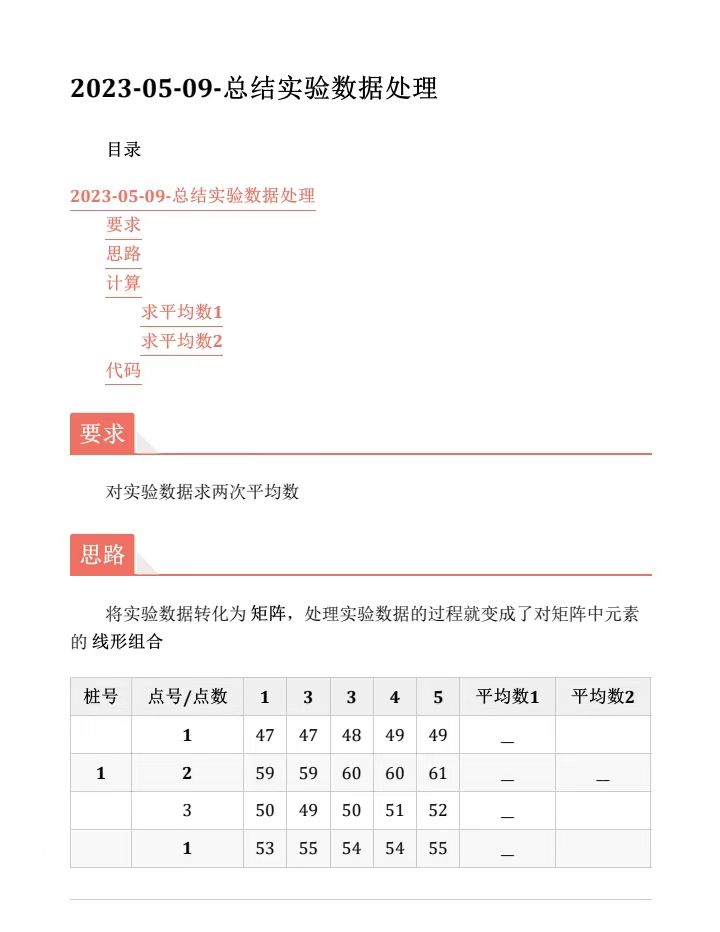 2023-05-09-总结实验数据处理
目录
2023-05-09-总结实验数据处理
要求
思路
计算
求平均数1
求平均数2
代码
要求
对实验数据求两次平均数
思路
将实验数据转化为 矩阵，处理实验数据的过程就变成了对矩阵中元素
的 线形组合
桩号 点号/点数 1 3 3 4 5 平均数1 平均数2
1 47 47 48 49 49 __
1 2 59 59 60 60 61 __ __
3 50 49 50 51 52 __
1 53 55 54 54 55 __